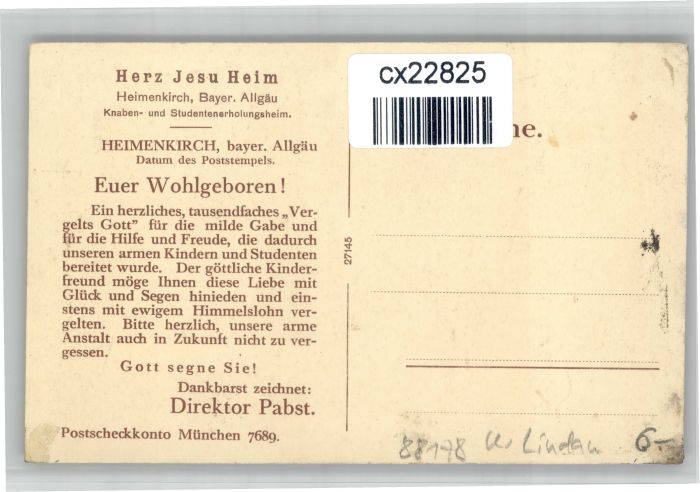 Herz Jesu Heim
Heimenkirch, Bayer. Allgäu
Knaben- und Studentenerholungsheim.
HEIMENKIRCH, bayer. Allgäu
Datum des Poststempels.
Euer Wohlgeboren!
Ein herzliches, tausendfaches „Ver-
gelts Gott" für die milde Gabe und
für die Hilfe und Freude, die dadurch
unseren armen Kindern und Studenten
bereitet wurde. Der göttliche Kinder-
freund möge Ihnen diese Liebe mit
Glück und Segen hinieden und ein-
stens mit ewigem Himmelslohn ver-
gelten. Bitte herzlich, unsere arme
Anstalt auch in Zukunft nicht zu ver-
gessen.
Gott segne Sie!
Dankbarst zeichnet:
Direktor Pabst.
Postscheckkonto München 7689.
27145
cx22825
ne.
88178 Kr Lindau 6.-